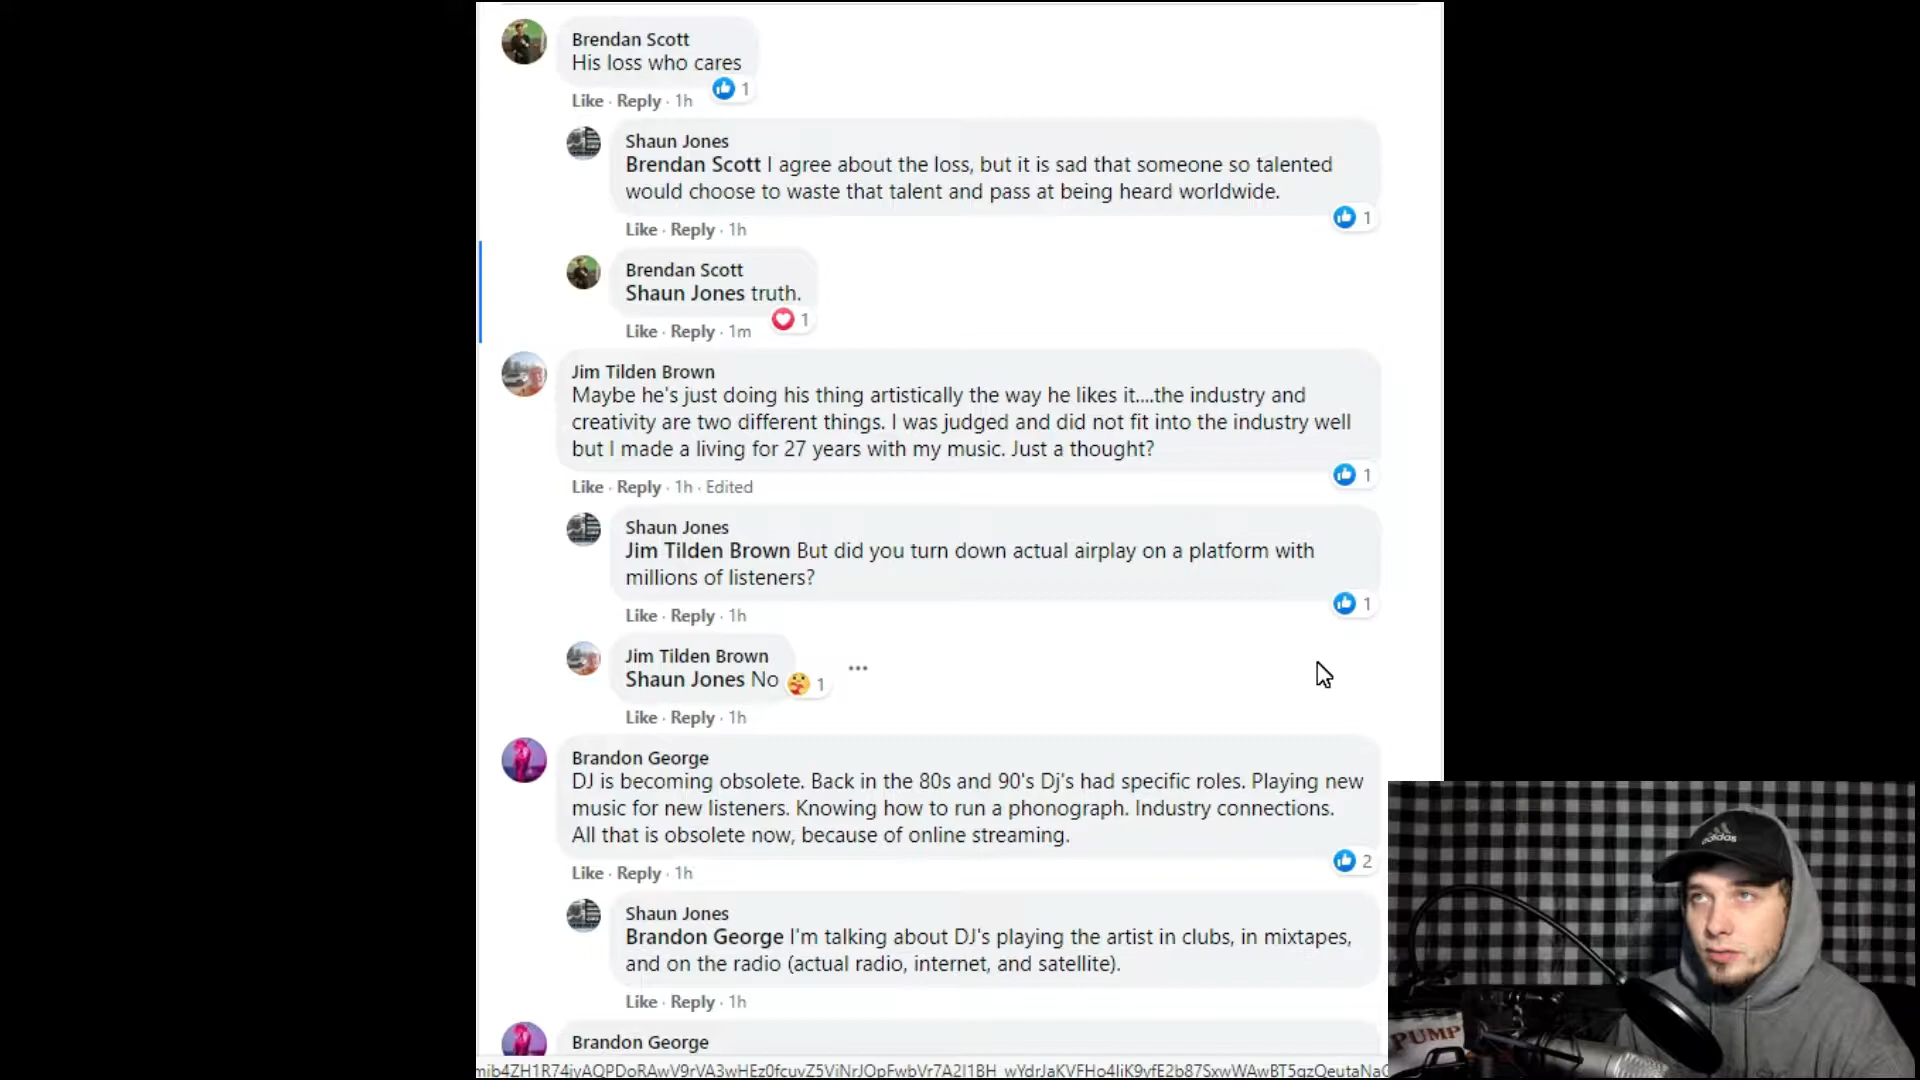 Brendan Scott
His loss who cares
Like · Reply · 1h
1
Shaun Jones
Brendan Scott I agree about the loss, but it is sad that someone so talented
would choose to waste that talent and pass at being heard worldwide.
1
Like · Reply · 1h
Brendan Scott
Shaun Jones truth.
1
Like · Reply · 1m
Jim Tilden Brown
Maybe he's just doing his thing artistically the way he likes it....the industry and
creativity are two different things. I was judged and did not fit into the industry well
but I made a living for 27 years with my music. Just a thought?
1
Like · Reply · 1h · Edited
Shaun Jones
Jim Tilden Brown But did you turn down actual airplay on a platform with
millions of listeners?
1
Like · Reply · 1h
Jim Tilden Brown
Shaun Jones No
1
Like · Reply · 1h
Brandon George
DJ is becoming obsolete. Back in the 80s and 90's Dj's had specific roles. Playing new
music for new listeners. Knowing how to run a phonograph. Industry connections.
All that is obsolete now, because of online streaming.
2
Like · Reply · 1h
Shaun Jones
Brandon George I'm talking about DJ's playing the artist in clubs, in mixtapes,
and on the radio (actual radio, internet, and satellite).
Like · Reply · 1h
Brandon George
adidas
PUMP